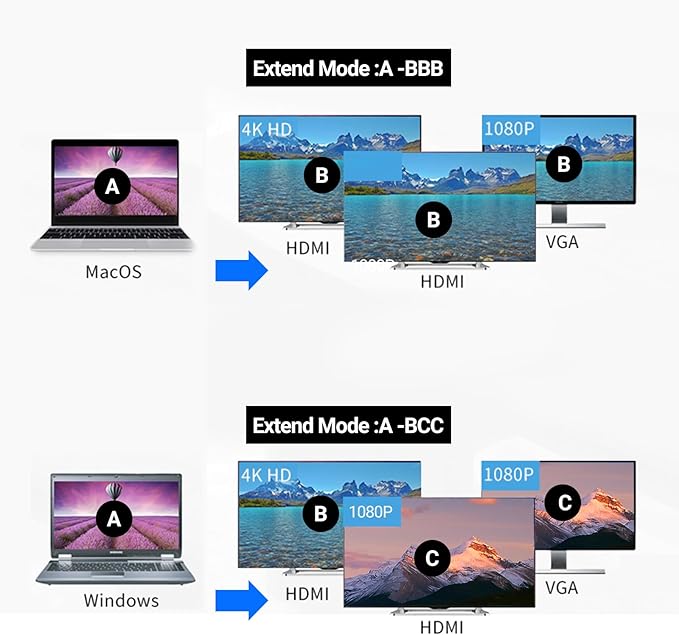 Extend Mode :A -BBB
4K HD
1080P
A
B
B
B
HDMI
VGA
MacOS
HDMI
Extend Mode :A -BCC
4K HD
1080P
1080P
A
B
C
C
HDMI
VGA
Windows
HDMI